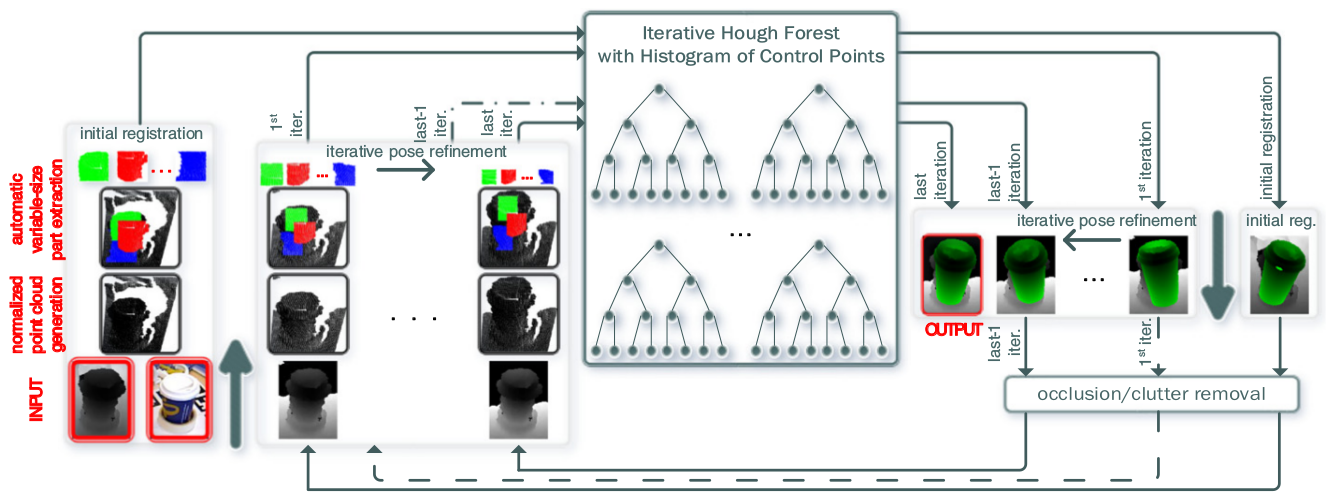 Iterative Hough Forest
with Histogram of Control Points
initial registration
1st
iter.
last-1
iter.
last
iter.
iterative pose refinement
...
...
automatic
variable-size
part extraction
normalized
point cloud
generation
. . .
INPUT
...
last
iteration
last-1
iteration
1st iteration
initial registration
iterative pose refinement
initial reg.
...
OUTPUT
last-1
iter.
1st iter.
occlusion/clutter removal